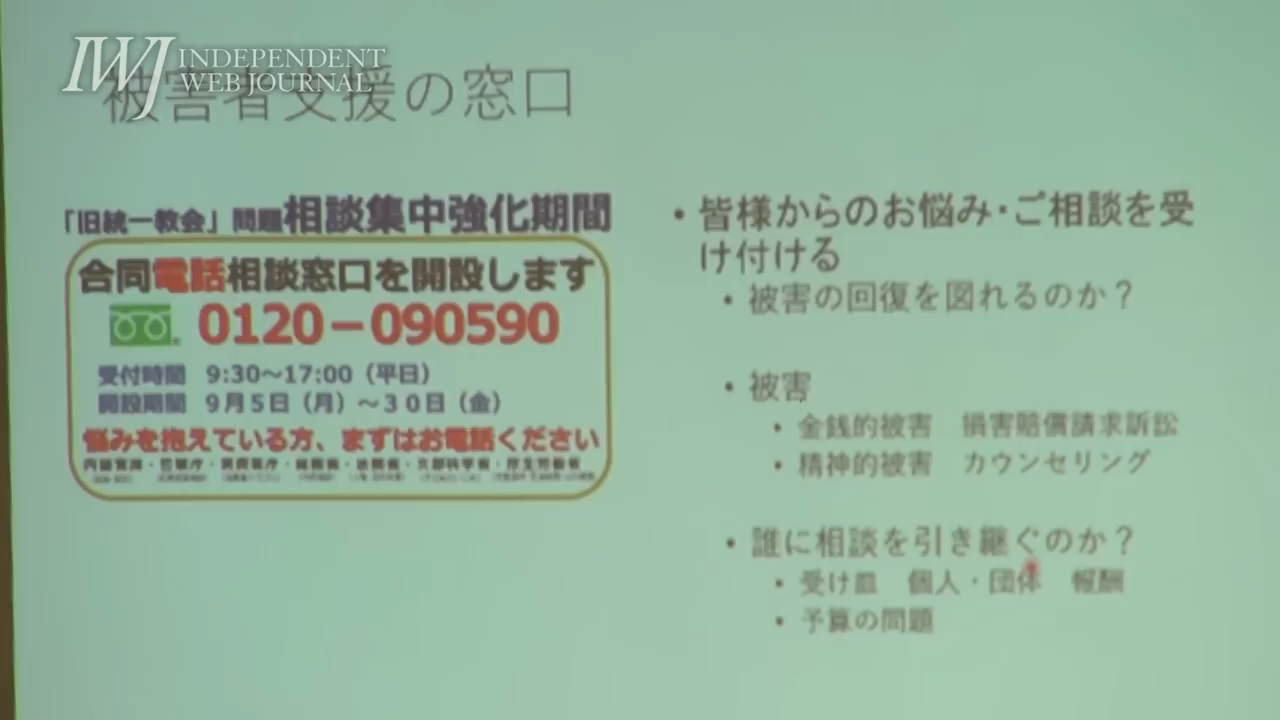 IWJ INDEPENDENT
WEB JOURNAL
被害者支援の窓口
「旧統一教会」問題相談集中強化期間
合同電話相談窓口を開設します
0120－090590
受付時間 9:30～17:00（平日）
開設期間 9月5日（月）～30日（金）
悩みを抱えている方、まずはお電話ください
内閣官房・警察庁・消費者庁・総務省・法務省・文部科学省・厚生労働省
• 皆様からのお悩み・ご相談を受
け付ける
• 被害の回復を図れるのか？
• 被害
• 金銭的被害 損害賠償請求訴訟
• 精神的被害 カウンセリング
• 誰に相談を引き継ぐのか？
• 受け皿 個人・団体 報酬
• 予算の問題